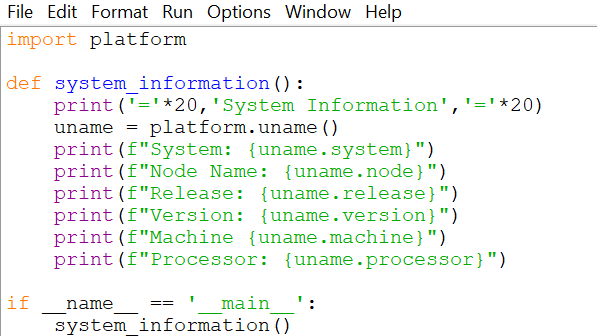 File Edit Format Run Options Window Help
import platform
def system_information():
    print('='*20,'System Information','='*20)
    uname = platform.uname()
    print(f"System: {uname.system}")
    print(f"Node Name: {uname.node}")
    print(f"Release: {uname.release}")
    print(f"Version: {uname.version}")
    print(f"Machine {uname.machine}")
    print(f"Processor: {uname.processor}")
if __name__ == '__main__':
    system_information()